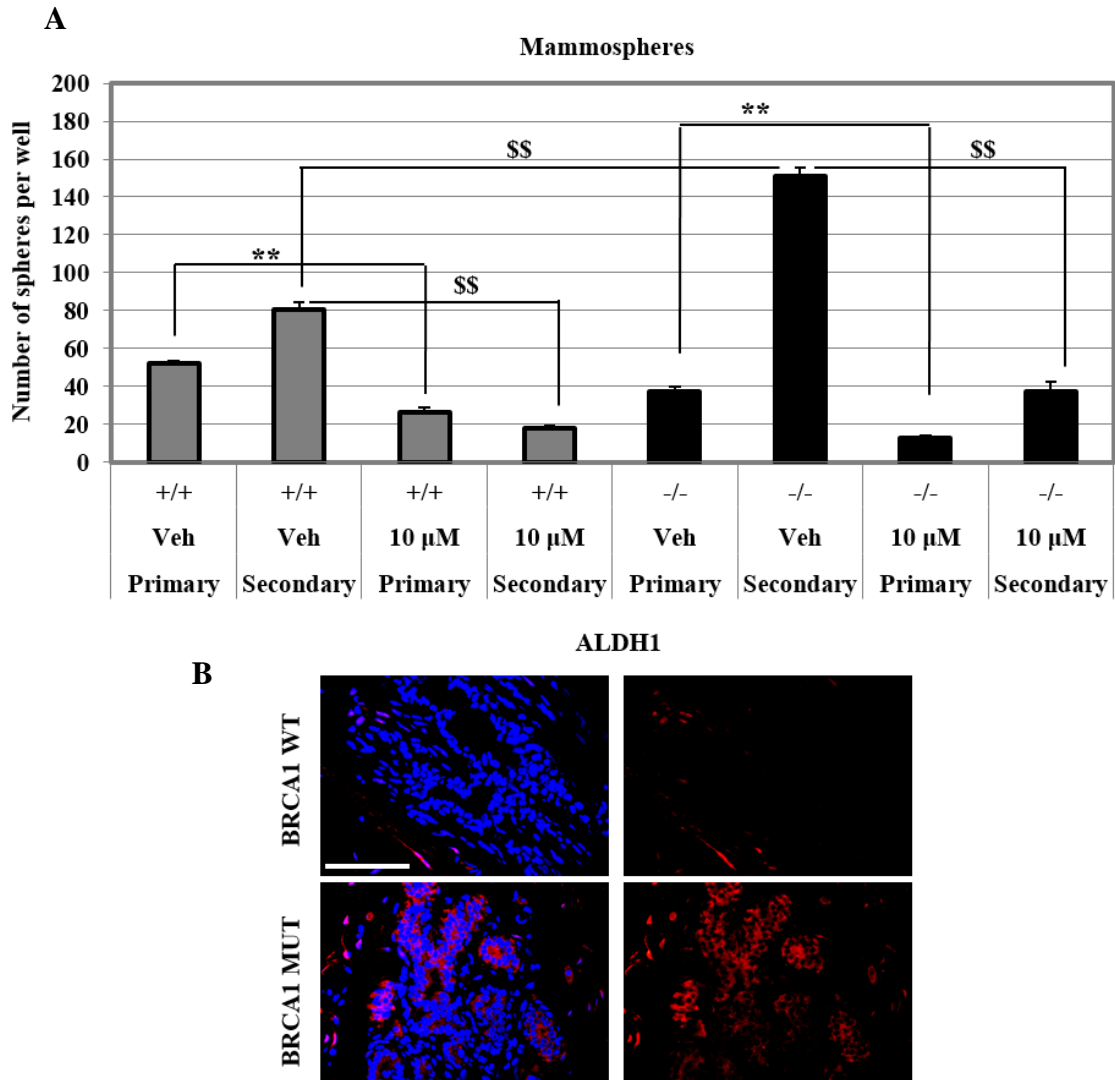 A
Mammospheres
Number of spheres per well
200
180
160
140
120
100
80
60
40
20
0
**
$$
$$
**
$$
+/+ +/+ +/+ +/+ -/- -/- -/- -/-
Veh Veh 10 μM 10 μM Veh Veh 10 μM 10 μM
Primary Secondary Primary Secondary Primary Secondary Primary Secondary
ALDH1
B
BRCA1 WT
BRCA1 MUT